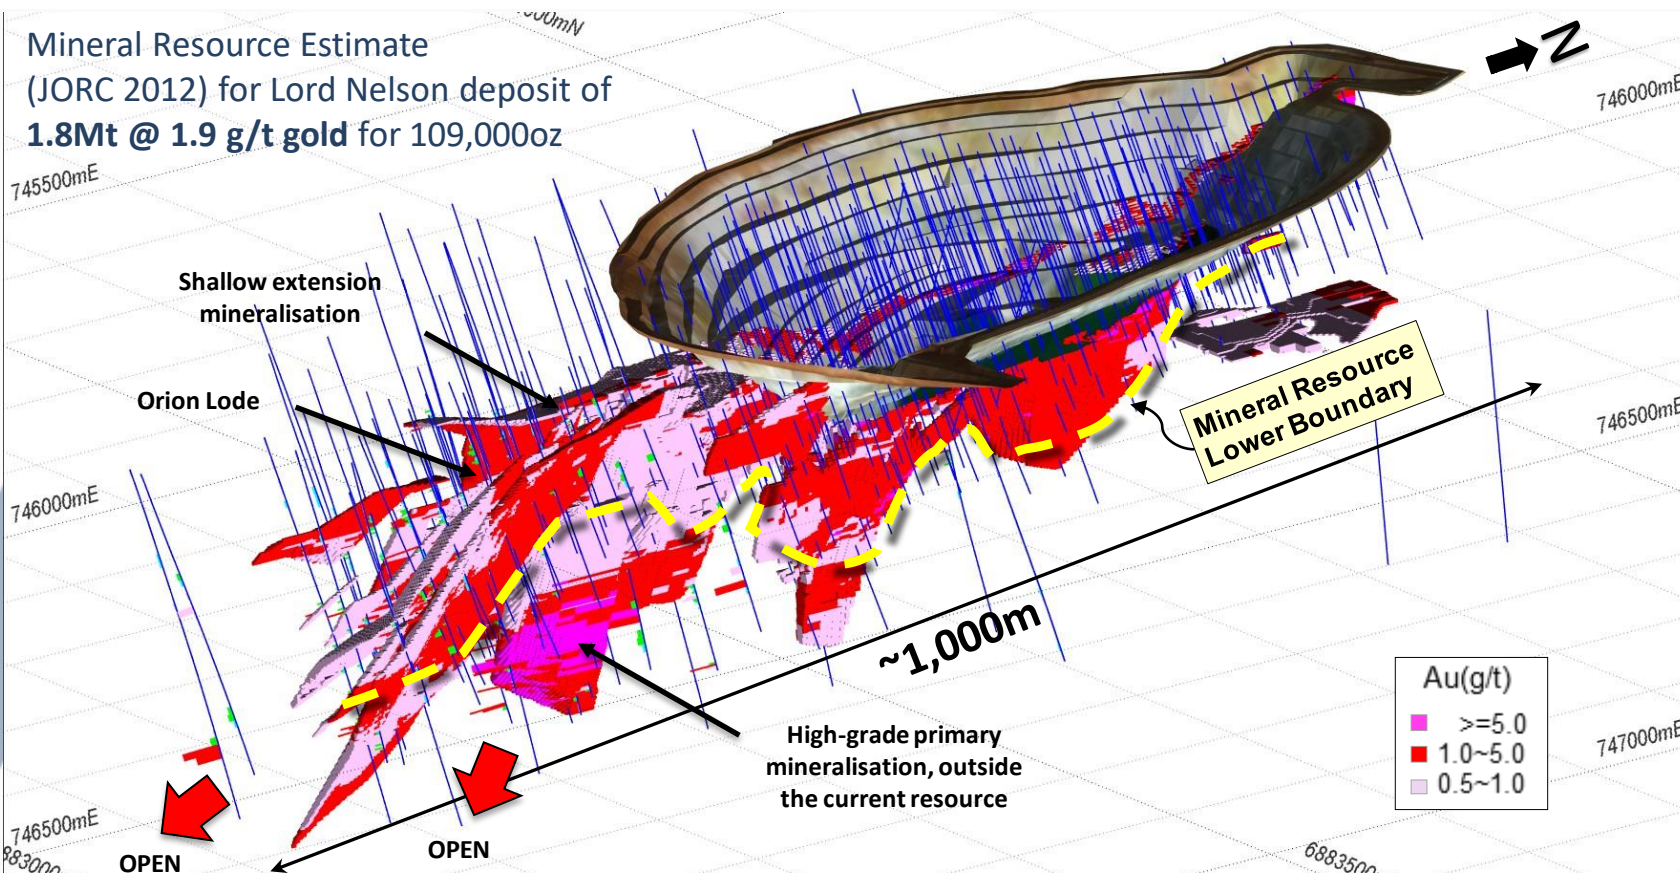 Mineral Resource Estimate
(JORC 2012) for Lord Nelson deposit of
1.8Mt @ 1.9 g/t gold for 109,000oz
N
746000mE
745500mE
Shallow extension
mineralisation
Orion Lode
Mineral Resource
Lower Boundary
746500mE
746000mE
~1,000m
Au(g/t)
>=5.0
1.0~5.0
0.5~1.0
High-grade primary
mineralisation, outside
the current resource
747000mE
746500mE
OPEN
OPEN